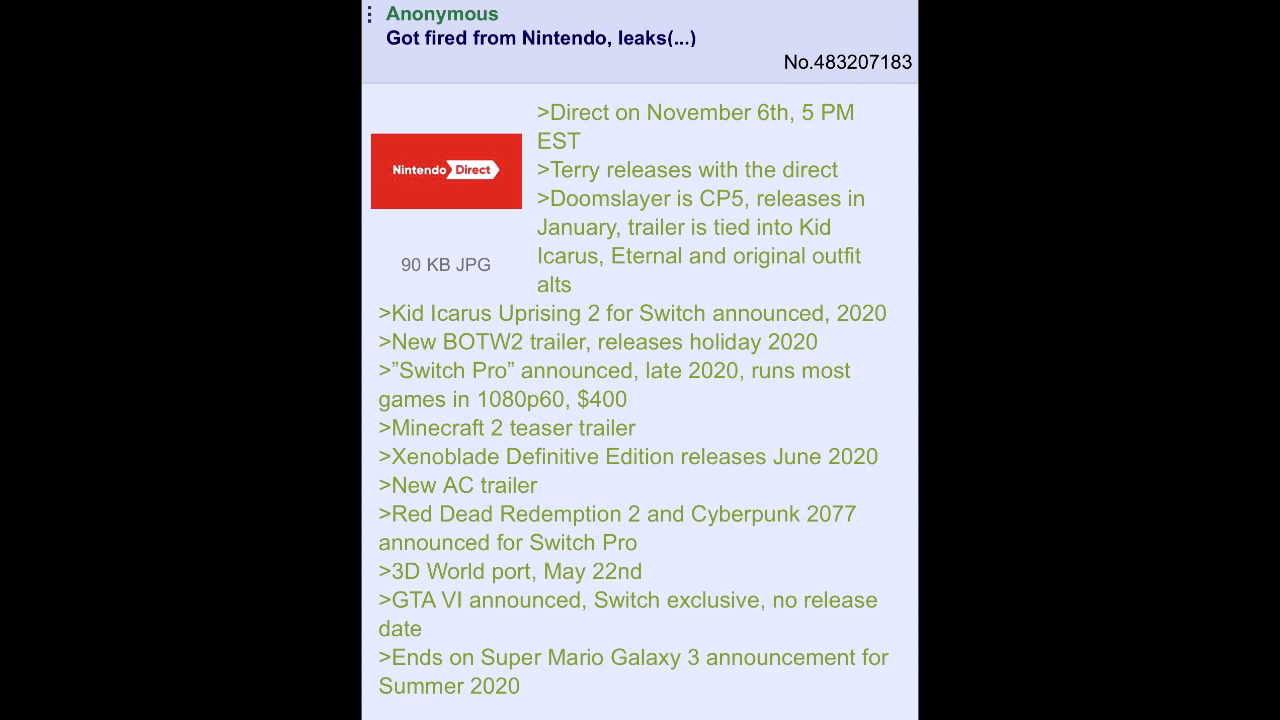 Anonymous
Got fired from Nintendo, leaks(...)
No.483207183
>Direct on November 6th, 5 PM
EST
Nintendo Direct
>Terry releases with the direct
>Doomslayer is CP5, releases in
January, trailer is tied into Kid
Icarus, Eternal and original outfit
90 KB JPG
alts
>Kid Icarus Uprising 2 for Switch announced, 2020
>New BOTW2 trailer, releases holiday 2020
>”Switch Pro” announced, late 2020, runs most
games in 1080p60, $400
>Minecraft 2 teaser trailer
>Xenoblade Definitive Edition releases June 2020
>New AC trailer
>Red Dead Redemption 2 and Cyberpunk 2077
announced for Switch Pro
>3D World port, May 22nd
>GTA VI announced, Switch exclusive, no release
date
>Ends on Super Mario Galaxy 3 announcement for
Summer 2020